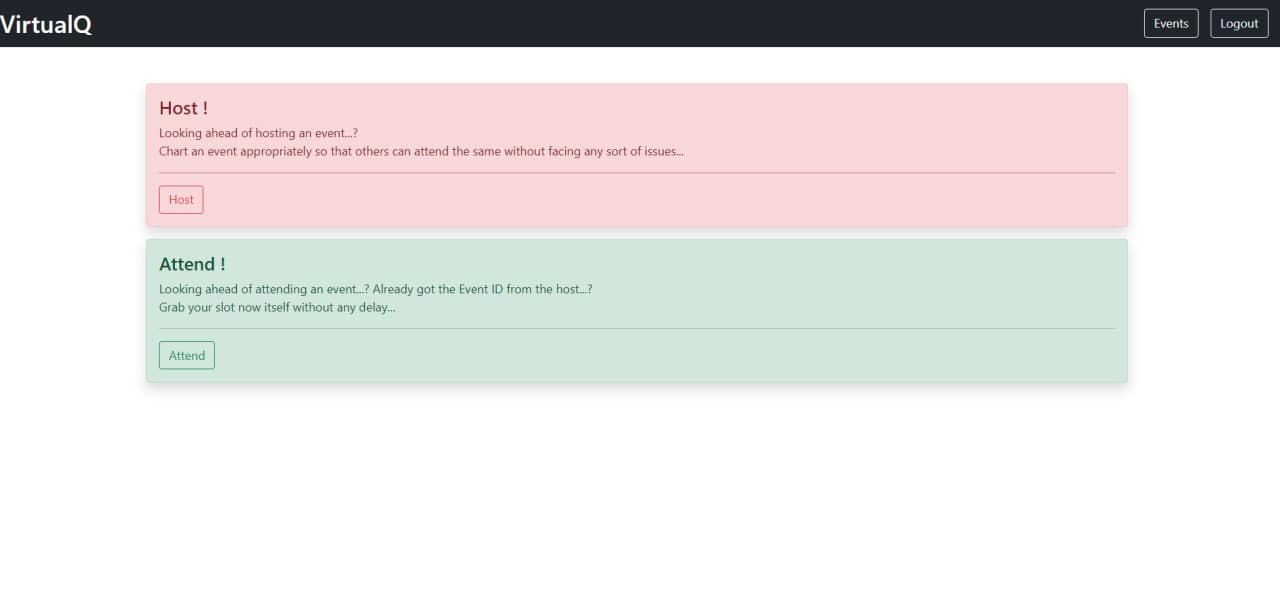 VirtualQ
Events
Logout
Host !
Looking ahead of hosting an event...?
Chart an event appropriately so that others can attend the same without facing any sort of issues...
Host
Attend !
Looking ahead of attending an event...? Already got the Event ID from the host...?
Grab your slot now itself without any delay...
Attend